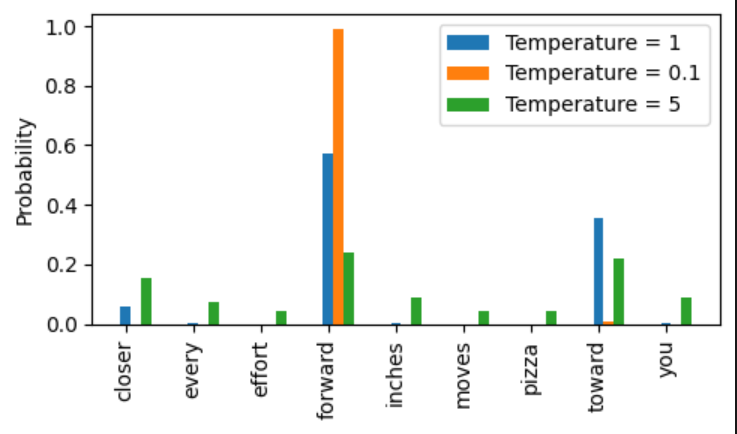 Temperature = 1
Temperature = 0.1
Temperature = 5
Probability
1.0
0.8
0.6
0.4
0.2
0.0
closer
every
effort
forward
inches
moves
pizza
toward
you